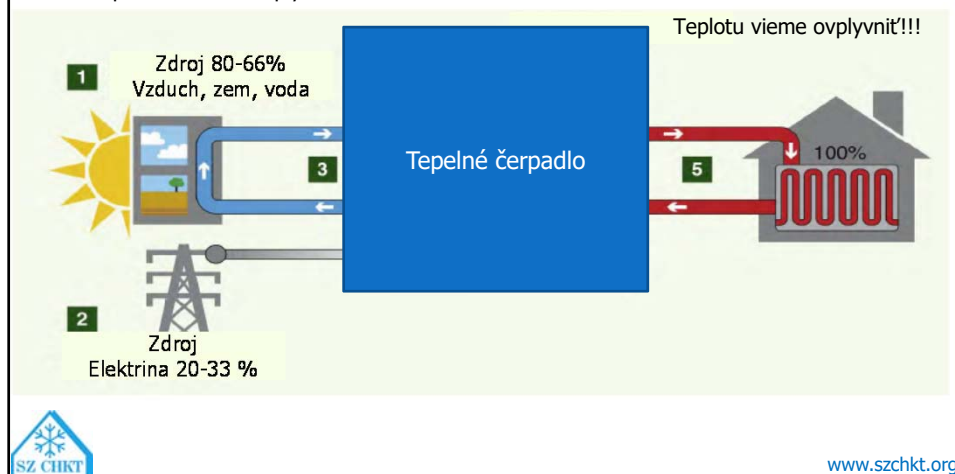 Teplotu vieme ovplyvniť!!!
1
Zdroj 80-66%
Vzduch, zem, voda
3
Tepelné čerpadlo
5
100%
2
Zdroj
Elektrina 20-33 %
SZ CHKT
www.szchkt.org